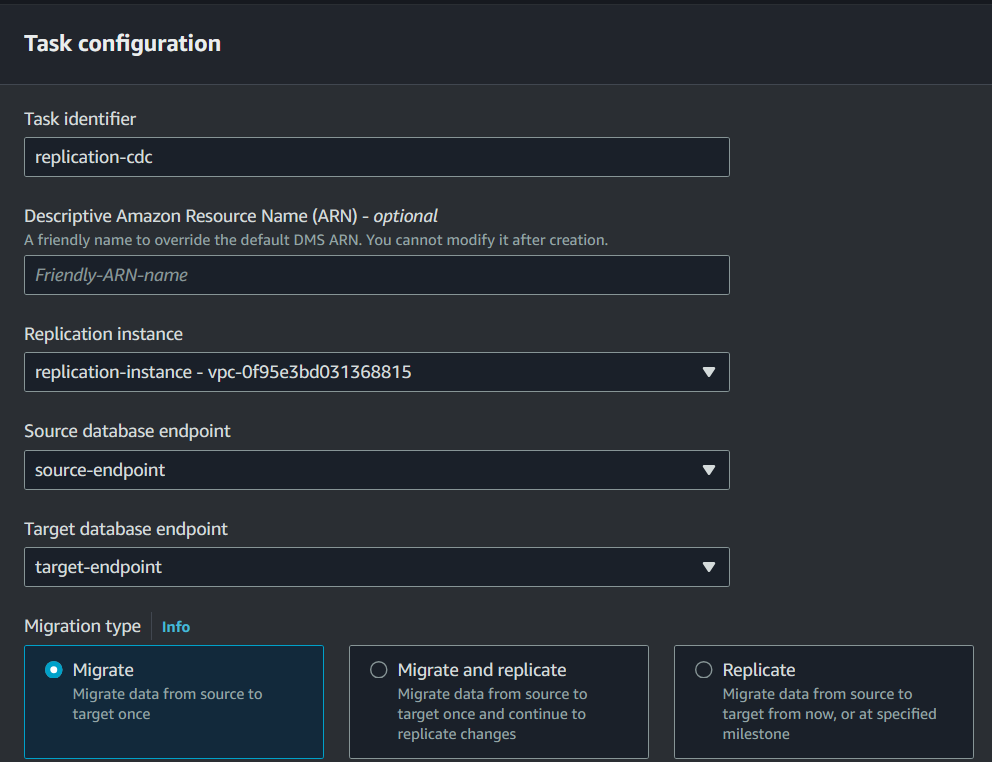 Task configuration
Task identifier
replication-cdc
Descriptive Amazon Resource Name (ARN) - optional
A friendly name to override the default DMS ARN. You cannot modify it after creation.
Friendly-ARN-name
Replication instance
replication-instance - vpc-0f95e3bd031368815
Source database endpoint
source-endpoint
Target database endpoint
target-endpoint
Migration type
Info
Migrate
Migrate data from source to
target once
Migrate and replicate
Migrate data from source to
target once and continue to
replicate changes
Replicate
Migrate data from source to
target from now, or at specified
milestone